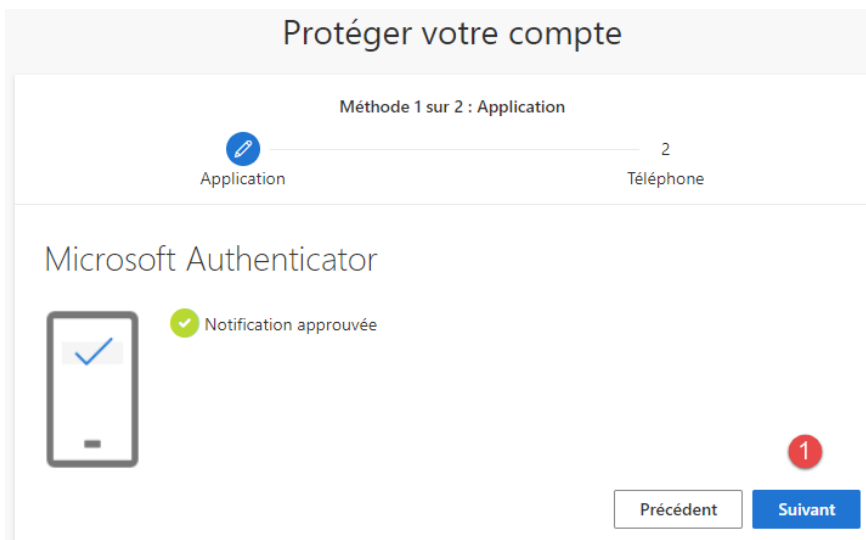 Protéger votre compte
Méthode 1 sur 2 : Application
2
Application
Téléphone
Microsoft Authenticator
Notification approuvée
1
Précédent
Suivant